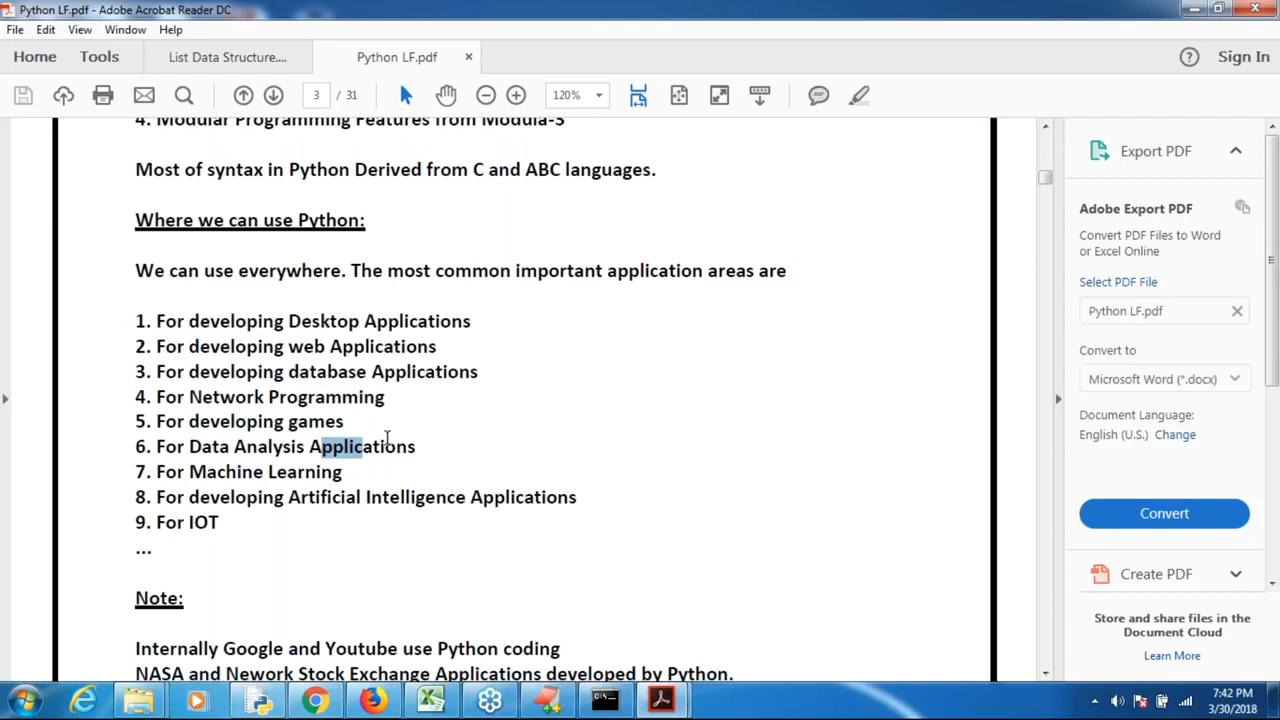 Python LF.pdf - Adobe Acrobat Reader DC
File Edit View Window Help
Home Tools List Data Structure.... Python LF.pdf × ? Sign In
3 / 31 120%
4. Modular Programming Features from Modula-3
Most of syntax in Python Derived from C and ABC languages.
Where we can use Python:
We can use everywhere. The most common important application areas are
1. For developing Desktop Applications
2. For developing web Applications
3. For developing database Applications
4. For Network Programming
5. For developing games
6. For Data Analysis Applications
7. For Machine Learning
8. For developing Artificial Intelligence Applications
9. For IOT
...
Note:
Internally Google and Youtube use Python coding
NASA and Nework Stock Exchange Applications developed by Python.
Export PDF
Adobe Export PDF
Convert PDF Files to Word
or Excel Online
Select PDF File
Python LF.pdf
Convert to
Microsoft Word (*.docx)
Document Language:
English (U.S.) Change
Convert
Create PDF
Store and share files in the
Document Cloud
Learn More
7:42 PM
3/30/2018